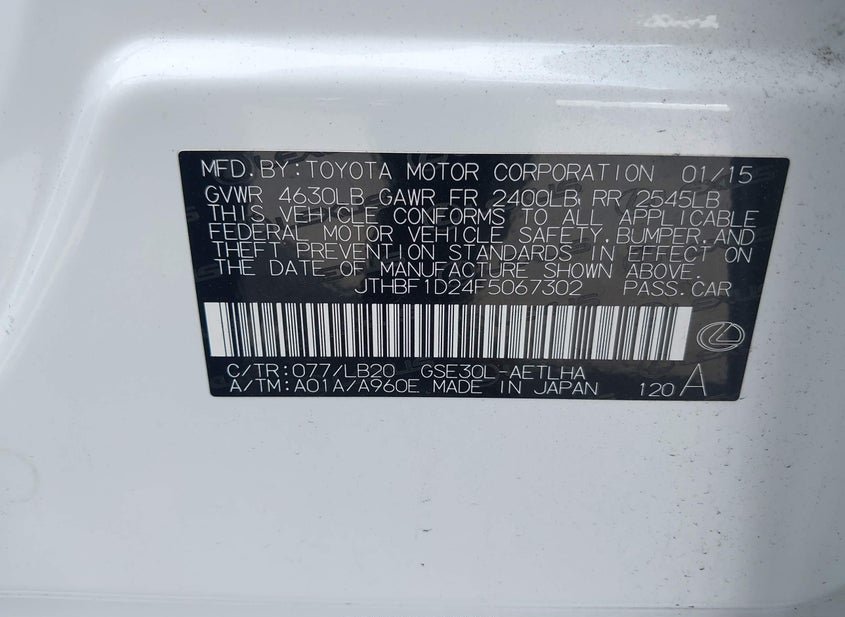 MFD. BY: TOYOTA MOTOR CORPORATION 01/15
GVWR 4630LB GAWR FR 2400LB RR 2545LB
THIS VEHICLE CONFORMS TO ALL APPLICABLE
FEDERAL MOTOR VEHICLE SAFETY, BUMPER, AND
THEFT PREVENTION STANDARDS IN EFFECT ON
THE DATE OF MANUFACTURE SHOWN ABOVE.
JTHBF1D24F5067302 PASS. CAR
C/TR: 077/LB20 GSE30L-AETLHA
A/TM: A01A/A960E MADE IN JAPAN 120 A